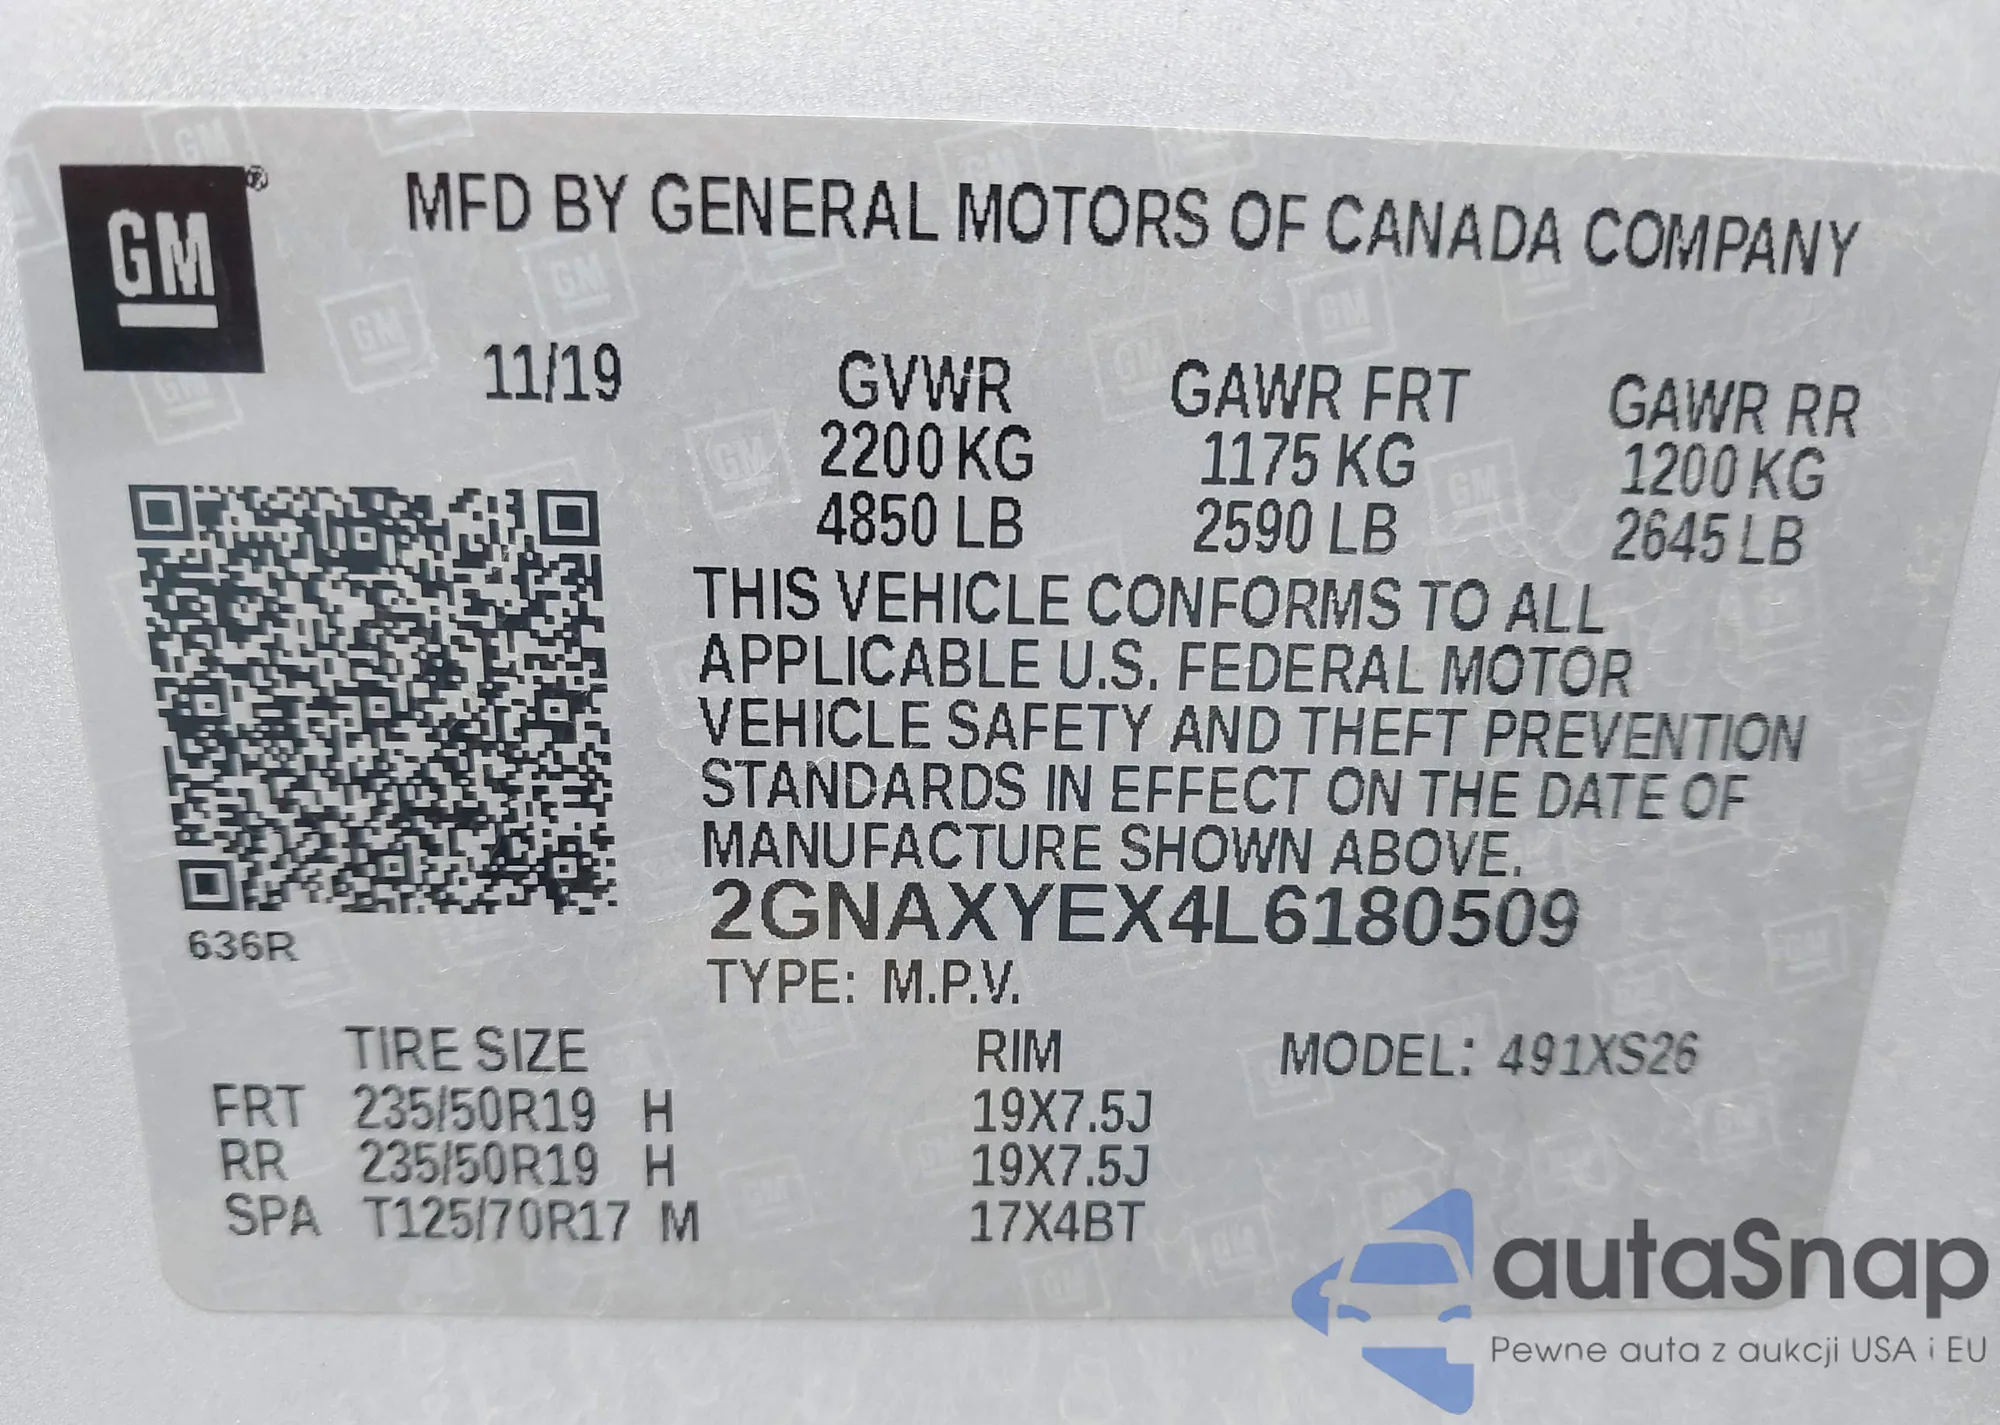 GM ®
MFD BY GENERAL MOTORS OF CANADA COMPANY
11/19 GVWR GAWR FRT GAWR RR
2200 KG 1175 KG 1200 KG
4850 LB 2590 LB 2645 LB
THIS VEHICLE CONFORMS TO ALL
APPLICABLE U.S. FEDERAL MOTOR
VEHICLE SAFETY AND THEFT PREVENTION
STANDARDS IN EFFECT ON THE DATE OF
MANUFACTURE SHOWN ABOVE.
2GNAXYEX4L6180509
636R
TYPE: M.P.V.
TIRE SIZE RIM MODEL: 491XS26
FRT 235/50R19 H 19X7.5J
RR 235/50R19 H 19X7.5J
SPA T125/70R17 M 17X4BT
autaSnap
Pewne auta z aukcji USA i EU